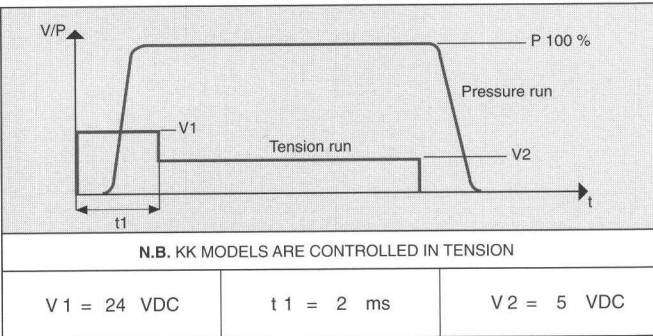 V/P
P 100 %
Pressure run
V1
Tension run
V2
t
t1
N.B. KK MODELS ARE CONTROLLED IN TENSION
V 1 = 24 VDC
t 1 = 2 ms
V 2 = 5 VDC